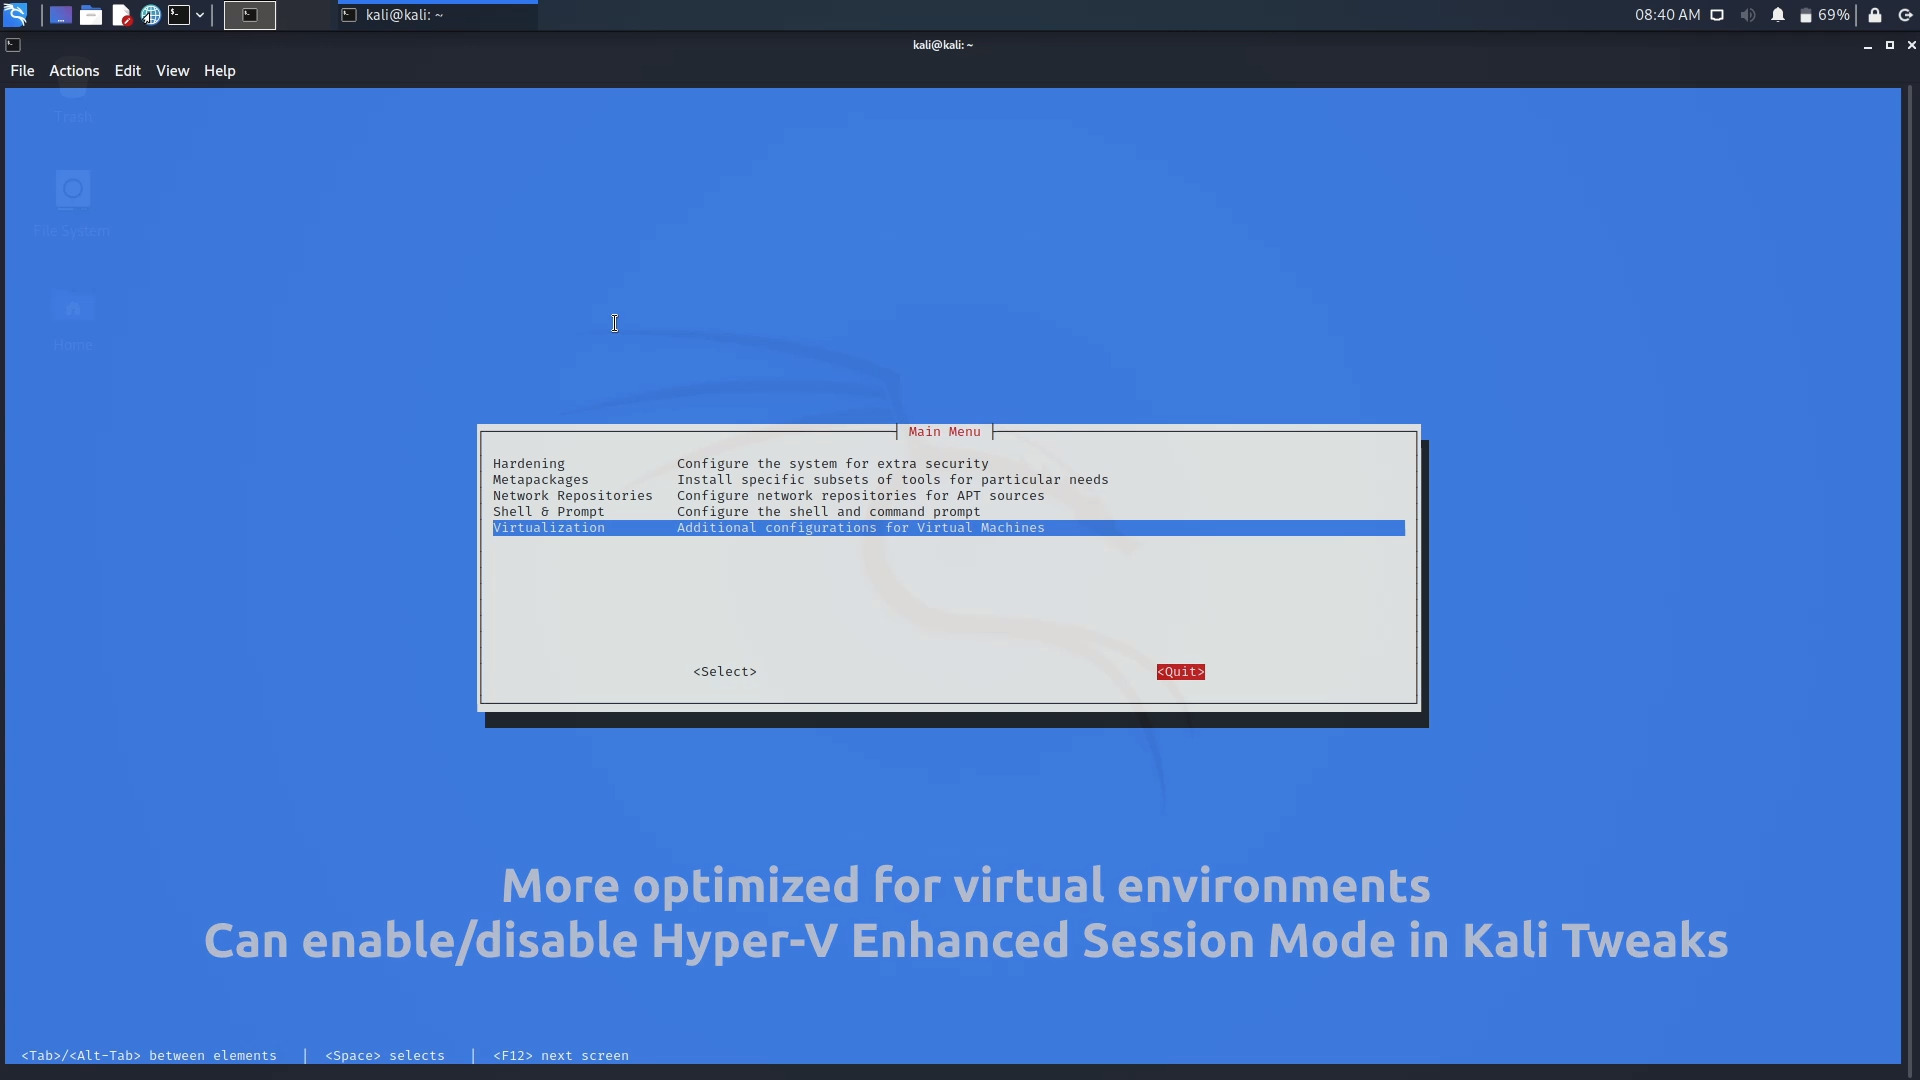 kali@kali: ~
08:40 AM
69%
kali@kali: ~
File Actions Edit View Help
Trash
File System
Home
Main Menu
Hardening Configure the system for extra security
Metapackages Install specific subsets of tools for particular needs
Network Repositories Configure network repositories for APT sources
Shell & Prompt Configure the shell and command prompt
Virtualization Additional configurations for Virtual Machines
<Select> <Quit>
More optimized for virtual environments
Can enable/disable Hyper-V Enhanced Session Mode in Kali Tweaks
<Tab>/<Alt-Tab> between elements | <Space> selects | <F12> next screen